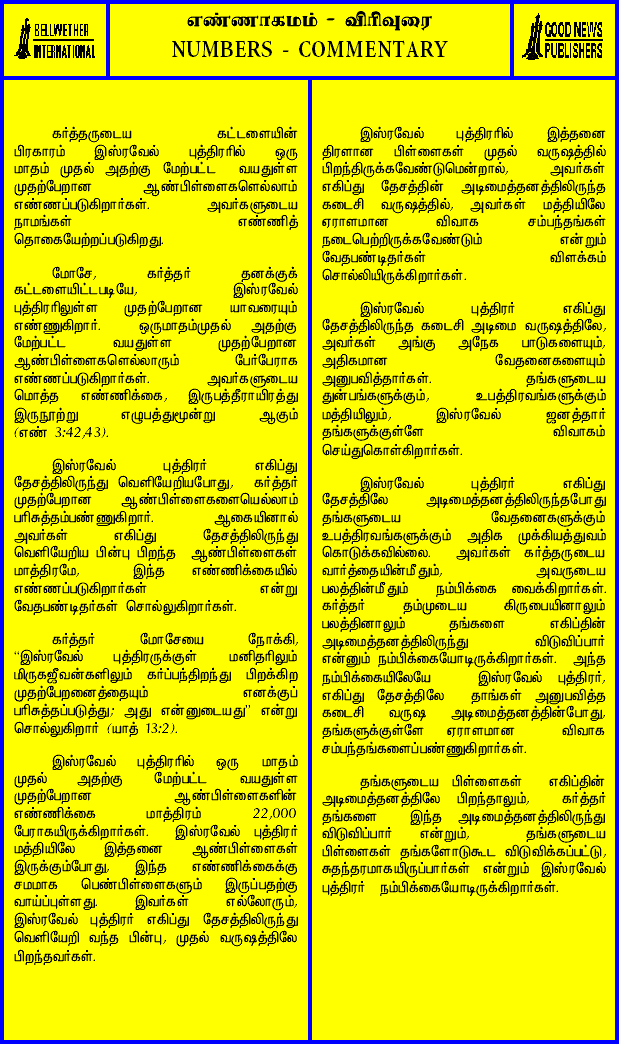 BELLWETHER
INTERNATIONAL
எண்ணாகமம் - விரிவுரை
NUMBERS - COMMENTARY
GOOD NEWS
PUBLISHERS
கர்த்தருடைய கட்டளையின்
பிரகாரம் இஸ்ரவேல் புத்திரரில் ஒரு
மாதம் முதல் அதற்கு மேற்பட்ட வயதுள்ள
முதற்பேறான ஆண்பிள்ளைகளெல்லாம்
எண்ணப்படுகிறார்கள். அவர்களுடைய
நாமங்கள் எண்ணித்
தொகையேற்றப்படுகிறது.
மோசே, கர்த்தர் தனக்குக்
கட்டளையிட்டபடியே, இஸ்ரவேல்
புத்திரரிலுள்ள முதற்பேறான யாவரையும்
எண்ணுகிறார். ஒருமாதம்முதல் அதற்கு
மேற்பட்ட வயதுள்ள முதற்பேறான
ஆண்பிள்ளைகளெல்லாரும் பேர்பேராக
எண்ணப்படுகிறார்கள். அவர்களுடைய
மொத்த எண்ணிக்கை, இருபத்தீராயிரத்து
இருநூற்று எழுபத்துமூன்று ஆகும்
(எண் 3:42,43).
இஸ்ரவேல் புத்திரர் எகிப்து
தேசத்திலிருந்து வெளியேறியபோது, கர்த்தர்
முதற்பேறான ஆண்பிள்ளைகளையெல்லாம்
பரிசுத்தம்பண்ணுகிறார். ஆகையினால்
அவர்கள் எகிப்து தேசத்திலிருந்து
வெளியேறிய பின்பு பிறந்த ஆண்பிள்ளைகள்
மாத்திரமே, இந்த எண்ணிக்கையில்
எண்ணப்படுகிறார்கள் என்று
வேதபண்டிதர்கள் சொல்லுகிறார்கள்.
கர்த்தர் மோசேயை நோக்கி,
“இஸ்ரவேல் புத்திரருக்குள் மனிதரிலும்
மிருகஜீவன்களிலும் கர்ப்பந்திறந்து பிறக்கிற
முதற்பேறனைத்தையும் எனக்குப்
பரிசுத்தப்படுத்து; அது என்னுடையது” என்று
சொல்லுகிறார் (யாத் 13:2).
இஸ்ரவேல் புத்திரரில் ஒரு மாதம்
முதல் அதற்கு மேற்பட்ட வயதுள்ள
முதற்பேறான ஆண்பிள்ளைகளின்
எண்ணிக்கை மாத்திரம் 22,000
பேராகயிருக்கிறார்கள். இஸ்ரவேல் புத்திரர்
மத்தியிலே இத்தனை ஆண்பிள்ளைகள்
இருக்கும்போது, இந்த எண்ணிக்கைக்கு
சமமாக பெண்பிள்ளைகளும் இருப்பதற்கு
வாய்ப்புள்ளது. இவர்கள் எல்லோரும்,
இஸ்ரவேல் புத்திரர் எகிப்து தேசத்திலிருந்து
வெளியேறி வந்த பின்பு, முதல் வருஷத்திலே
பிறந்தவர்கள்.
இஸ்ரவேல் புத்திரரில் இத்தனை
திரளான பிள்ளைகள் முதல் வருஷத்தில்
பிறந்திருக்கவேண்டுமென்றால், அவர்கள்
எகிப்து தேசத்தின் அடிமைத்தனத்திலிருந்த
கடைசி வருஷத்தில், அவர்கள் மத்தியிலே
ஏராளமான விவாக சம்பந்தங்கள்
நடைபெற்றிருக்கவேண்டும் என்றும்
வேதபண்டிதர்கள் விளக்கம்
சொல்லியிருக்கிறார்கள்.
இஸ்ரவேல் புத்திரர் எகிப்து
தேசத்திலிருந்த கடைசி அடிமை வருஷத்திலே,
அவர்கள் அங்கு அநேக பாடுகளையும்,
அதிகமான வேதனைகளையும்
அனுபவித்தார்கள். தங்களுடைய
துன்பங்களுக்கும், உபத்திரவங்களுக்கும்
மத்தியிலும், இஸ்ரவேல் ஜனத்தார்
தங்களுக்குள்ளே விவாகம்
செய்துகொள்கிறார்கள்.
இஸ்ரவேல் புத்திரர் எகிப்து
தேசத்திலே அடிமைத்தனத்திலிருந்தபோது
தங்களுடைய வேதனைகளுக்கும்
உபத்திரவங்களுக்கும் அதிக முக்கியத்துவம்
கொடுக்கவில்லை. அவர்கள் கர்த்தருடைய
வார்த்தையின்மீதும், அவருடைய
பலத்தின்மீதும் நம்பிக்கை வைக்கிறார்கள்.
கர்த்தர் தம்முடைய கிருபையினாலும்
பலத்தினாலும் தங்களை எகிப்தின்
அடிமைத்தனத்திலிருந்து விடுவிப்பார்
என்னும் நம்பிக்கையோடிருக்கிறார்கள். அந்த
நம்பிக்கையிலேயே இஸ்ரவேல் புத்திரர்,
எகிப்து தேசத்திலே தாங்கள் அனுபவித்த
கடைசி வருஷ அடிமைத்தனத்தின்போது,
தங்களுக்குள்ளே ஏராளமான விவாக
சம்பந்தங்களைப்பண்ணுகிறார்கள்.
தங்களுடைய பிள்ளைகள் எகிப்தின்
அடிமைத்தனத்திலே பிறந்தாலும், கர்த்தர்
தங்களை இந்த அடிமைத்தனத்திலிருந்து
விடுவிப்பார் என்றும், தங்களுடைய
பிள்ளைகள் தங்களோடுகூட விடுவிக்கப்பட்டு,
சுதந்தரமாகயிருப்பார்கள் என்றும் இஸ்ரவேல்
புத்திரர் நம்பிக்கையோடிருக்கிறார்கள்.